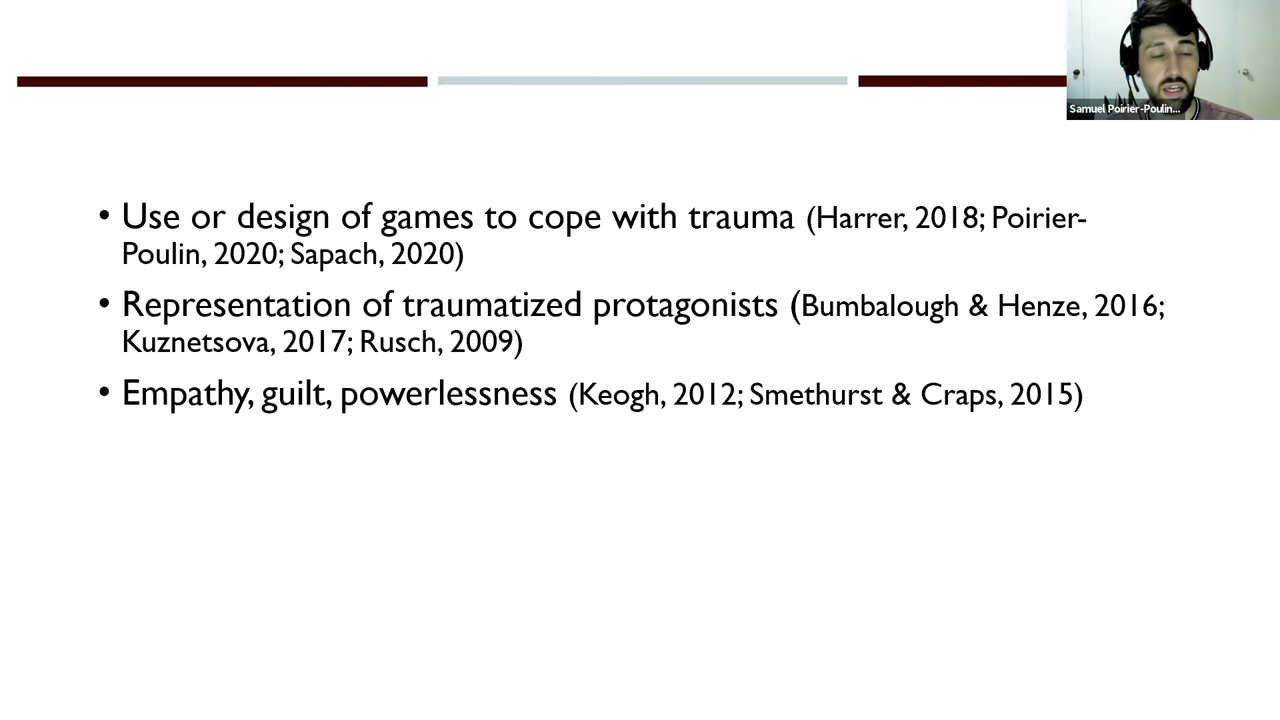 Samuel Poirier-Poulin...
• Use or design of games to cope with trauma (Harrer, 2018; Poirier-
Poulin, 2020; Sapach, 2020)
• Representation of traumatized protagonists (Bumbalough & Henze, 2016;
Kuznetsova, 2017; Rusch, 2009)
• Empathy, guilt, powerlessness (Keogh, 2012; Smethurst & Craps, 2015)